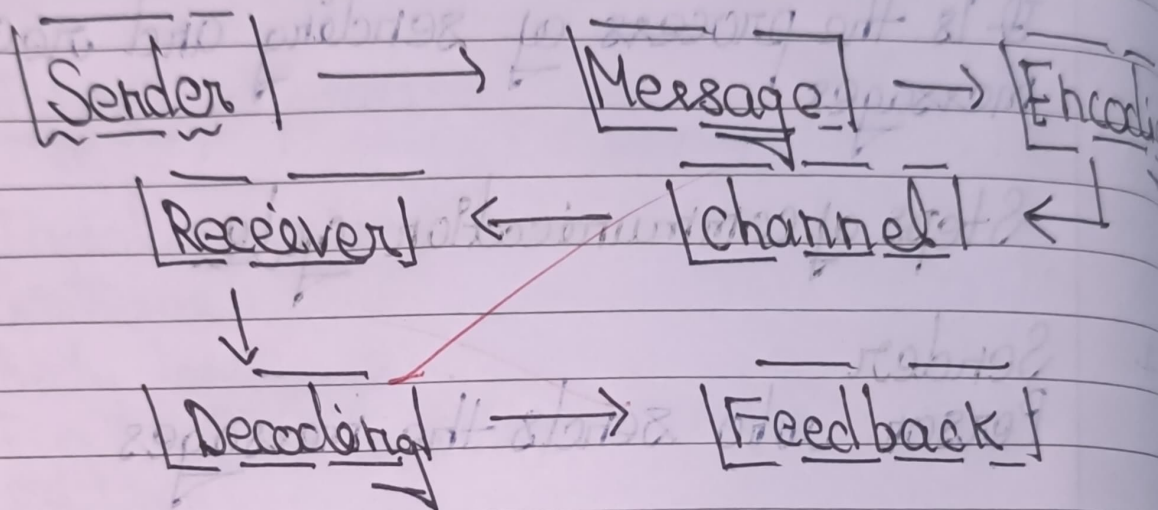 Sender → Message → Encodi
Receiver ← Channel ←
↓
Decoding → Feedback